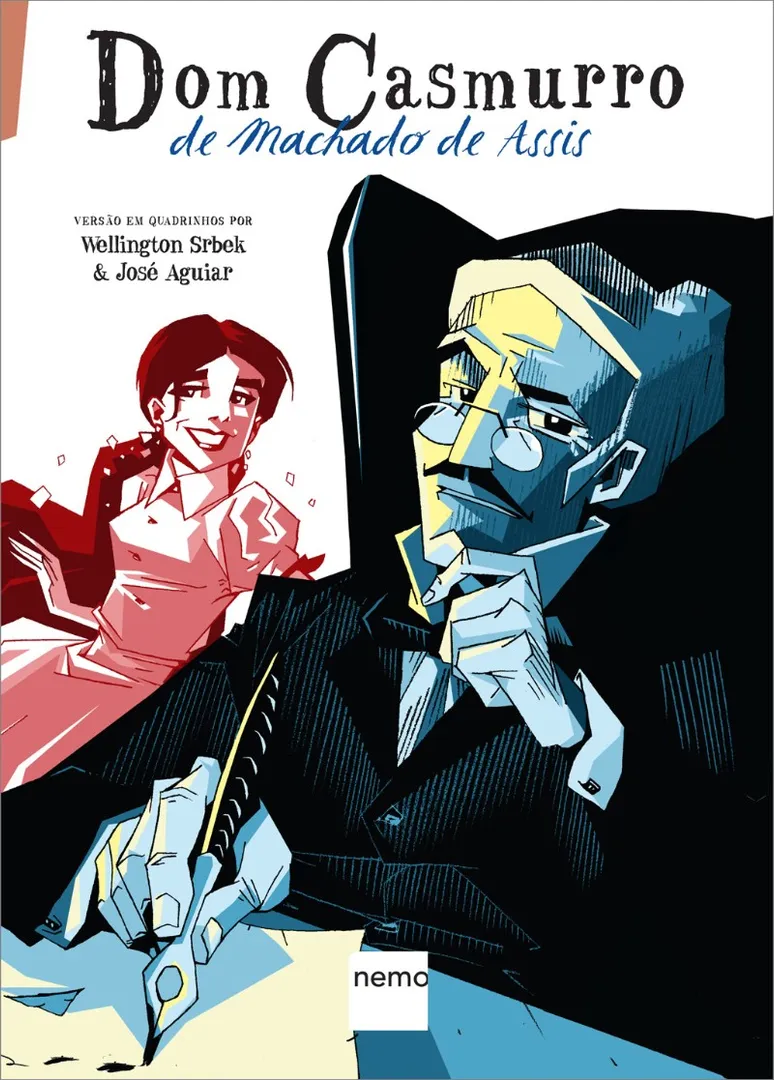 Dom Casmurro
de Machado de Assis
VERSÃO EM QUADRINHOS POR
Wellington Srbek
& José Aguiar
nemo